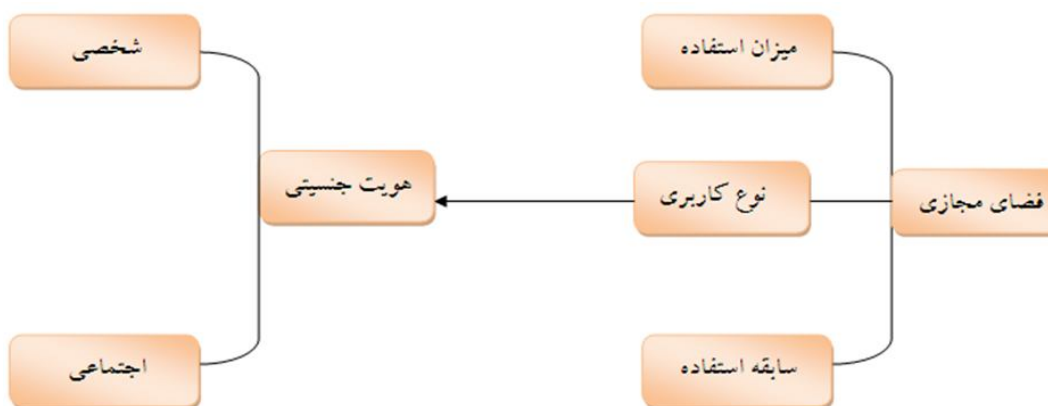 شخصی
میزان استفاده
هویت جنسیتی
نوع کاربری
فضای مجازی
اجتماعی
سابقه استفاده